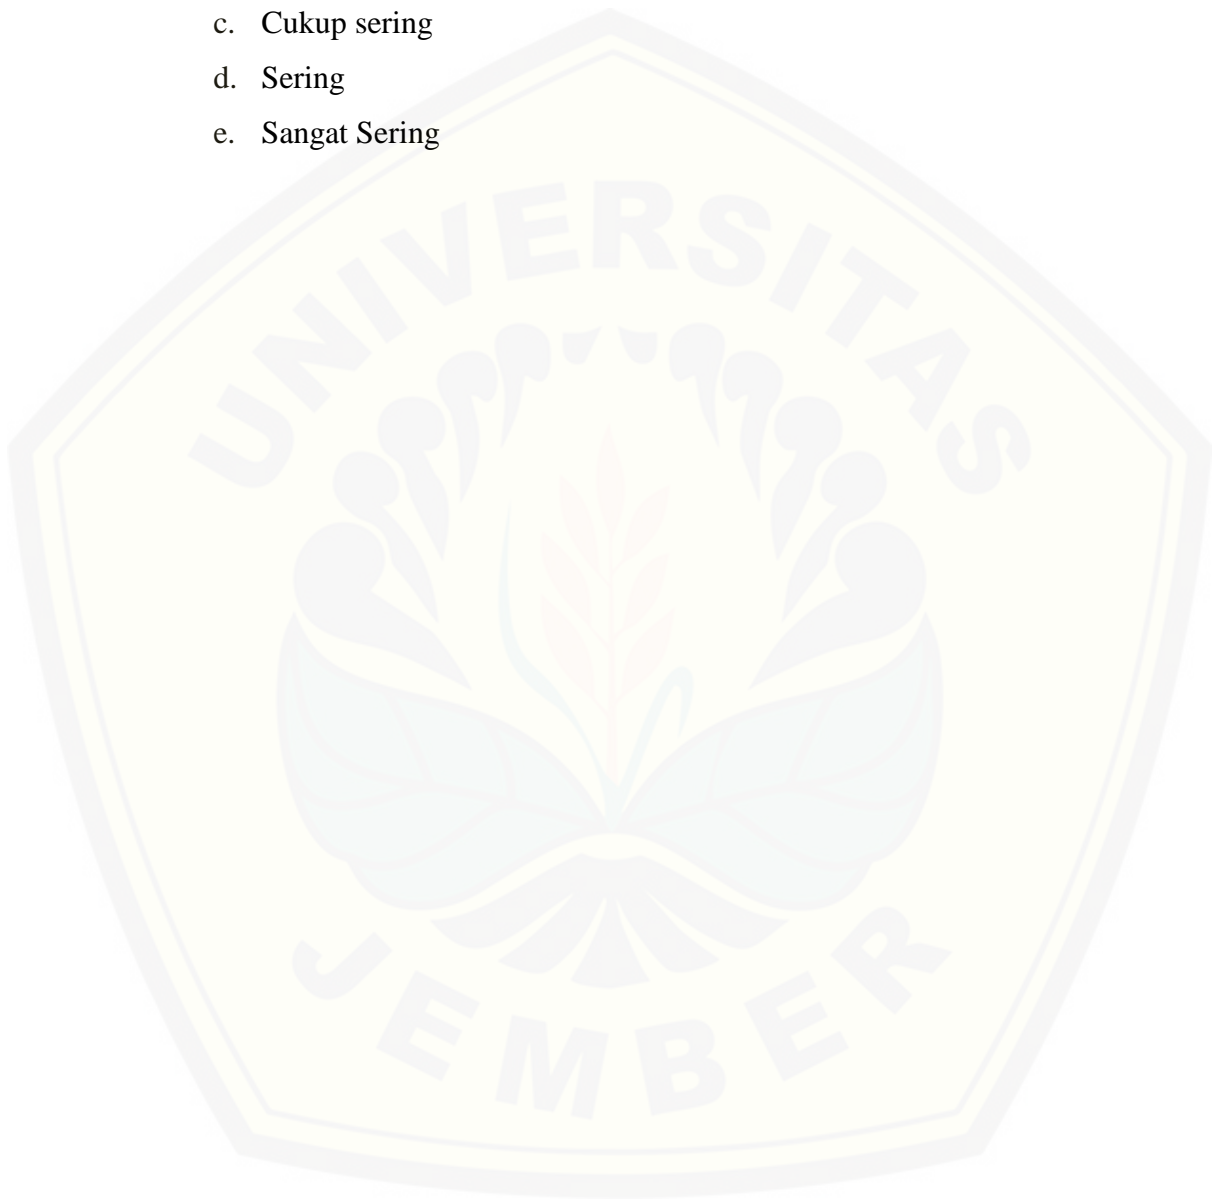 c. Cukup sering
d. Sering
e. Sangat Sering
UNIVERSITAS
JEMBER